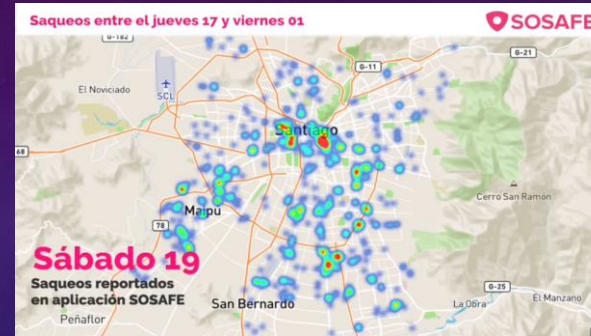 Saqueos entre el jueves 17 y viernes 01
SOSAFE
G-182
G-21
G-11
El Noviciado
SCL
Santiago
68
Cerro San Ramón
Maipú
78
Sábado 19
Saqueos reportados
en aplicación SOSAFE
G-25
San Bernardo
La Obra
El Manzano
Peñaflor